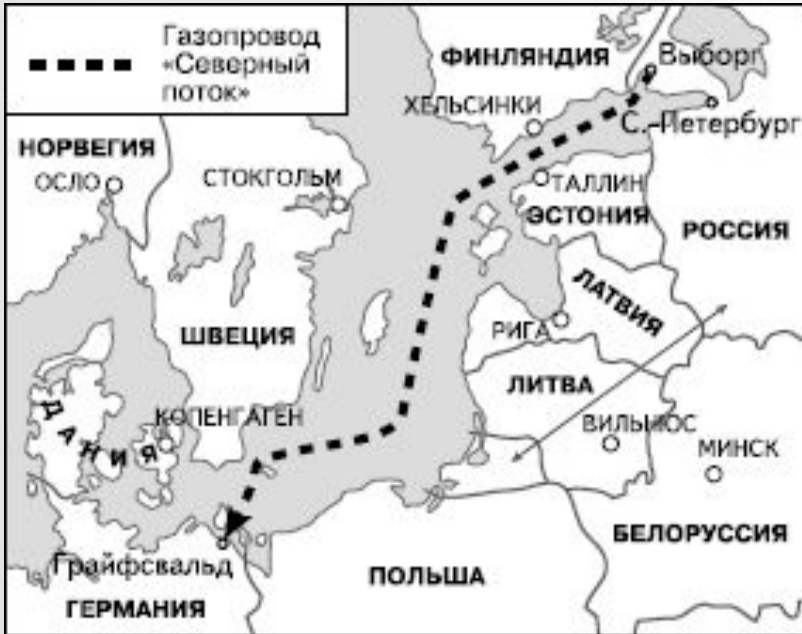 Газопровод
«Северный
поток»
ФИНЛЯНДИЯ
Выборг
ХЕЛЬСИНКИ
С.-Петербург
НОРВЕГИЯ
ОСЛО
СТОКГОЛЬМ
ТАЛЛИН
ЭСТОНИЯ
РОССИЯ
ЛАТВИЯ
РИГА
ШВЕЦИЯ
ЛИТВА
ДАНИЯ
КОПЕНГАГЕН
ВИЛЬНЮС
МИНСК
БЕЛОРУССИЯ
Грайфсвальд
ПОЛЬША
ГЕРМАНИЯ